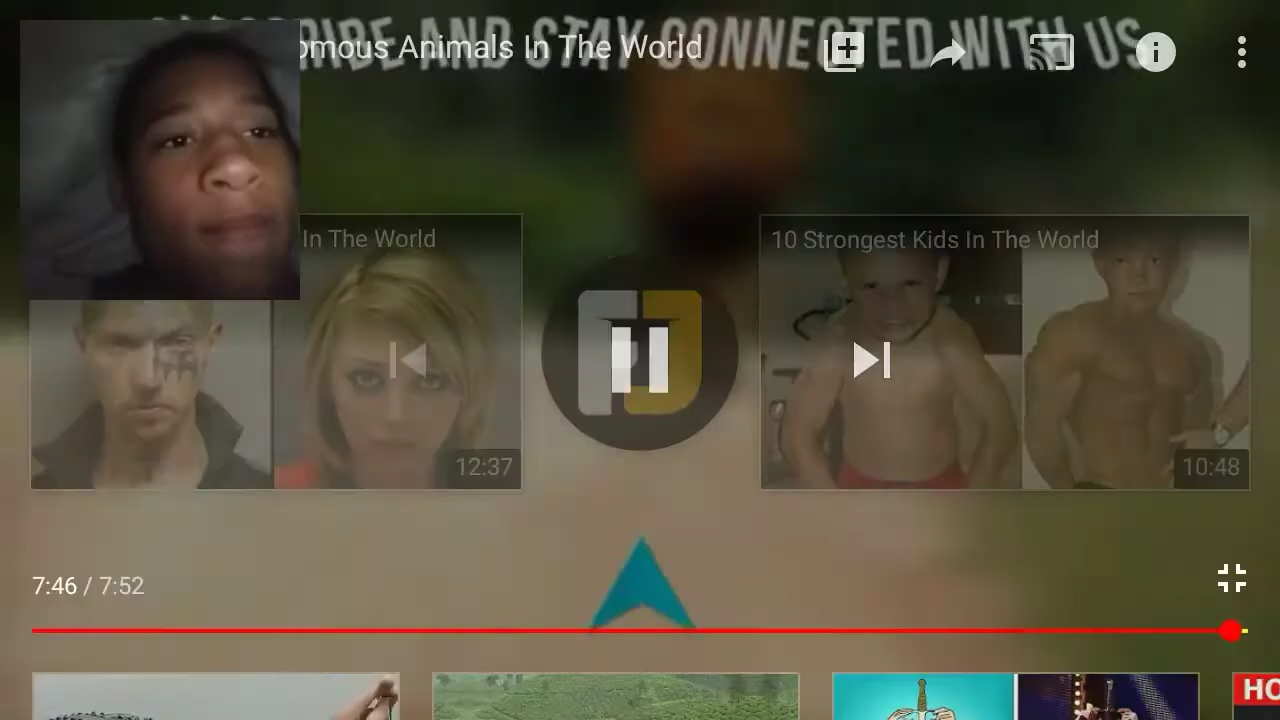 SUBSCRIBE AND STAY CONNECTED WITH US
omous Animals In The World
In The World
10 Strongest Kids In The World
12:37
10:48
7:46 / 7:52
HO